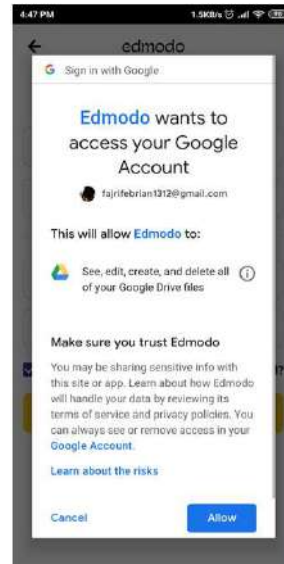 4:47 PM
1.5KB/s
edmodo
Sign in with Google
Edmodo wants to
access your Google
Account
fajrifebrian1312@gmail.com
This will allow Edmodo to:
See, edit, create, and delete all
of your Google Drive files
Make sure you trust Edmodo
You may be sharing sensitive info with
this site or app. Learn about how Edmodo
will handle your data by reviewing its
terms of service and privacy policies. You
can always see or remove access in your
Google Account.
Learn about the risks
Cancel
Allow